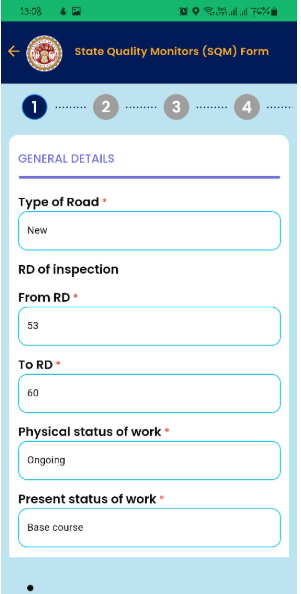 13:08 76%
State Quality Monitors (SQM) Form
1 2 3 4
GENERAL DETAILS
Type of Road *
New
RD of inspection
From RD *
53
To RD *
60
Physical status of work *
Ongoing
Present status of work *
Base course